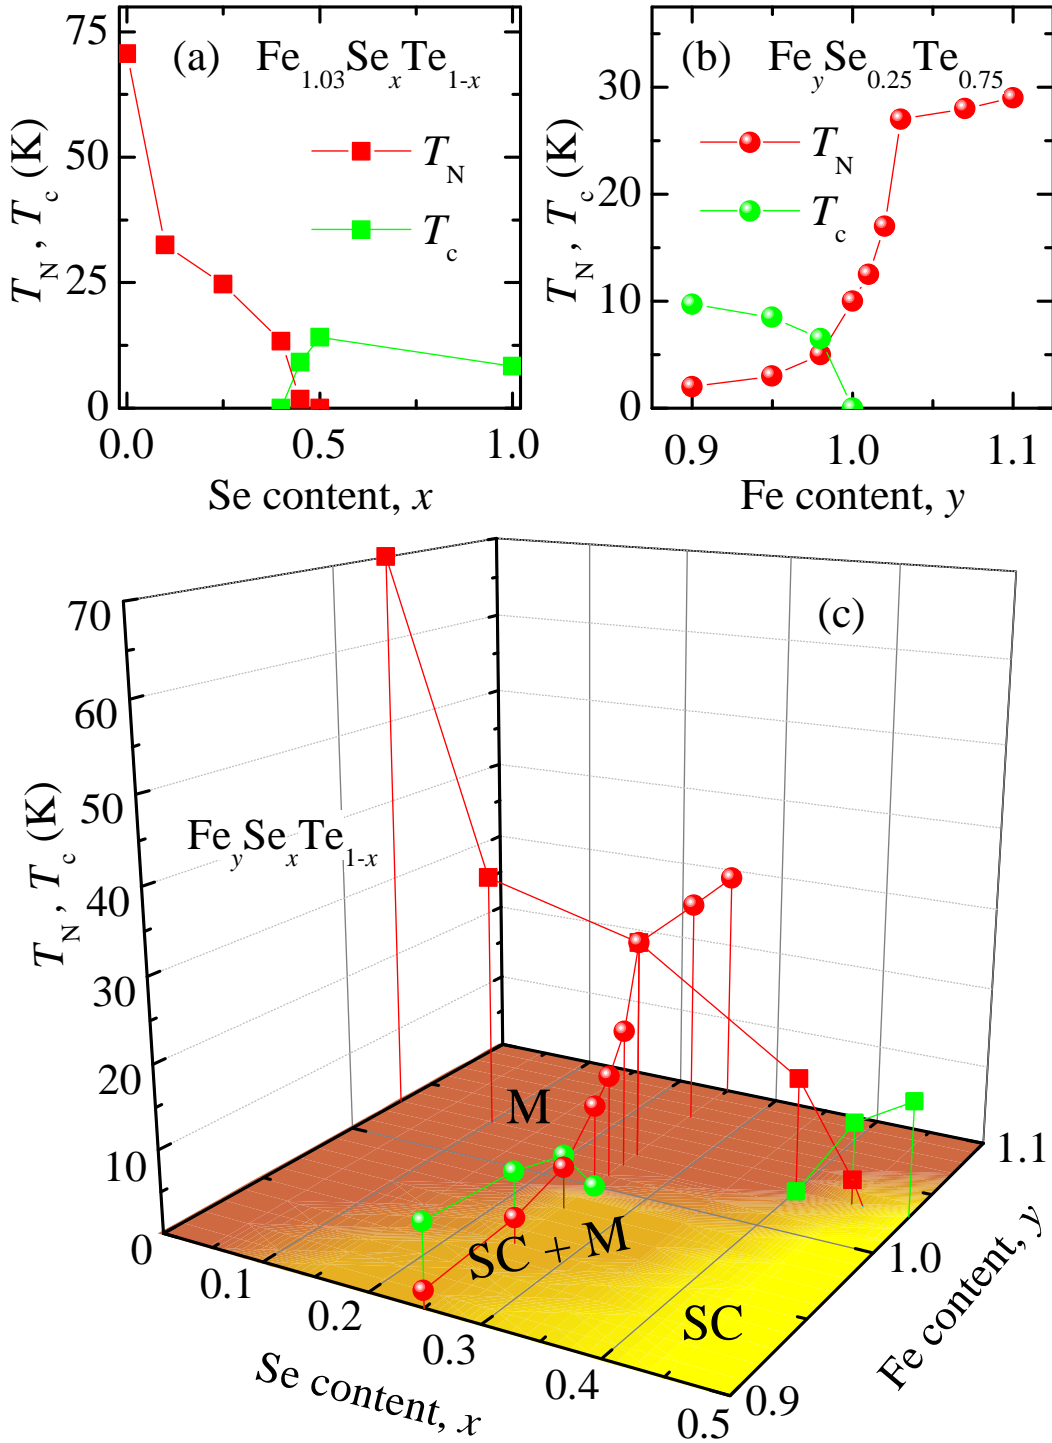 (a) Fe1.03SexTe1-x
75
50
25
0
TN, Tc (K)
TN
Tc
0.0 0.5 1.0
Se content, x
(b) FeySe0.25Te0.75
30
20
10
0
TN, Tc (K)
TN
Tc
0.9 1.0 1.1
Fe content, y
(c)
70
60
50
40
30
20
10
0
TN, Tc (K)
FeySexTe1-x
M
SC + M
SC
0.1 0.2 0.3 0.4 0.5
Se content, x
0.9 1.0 1.1
Fe content, y